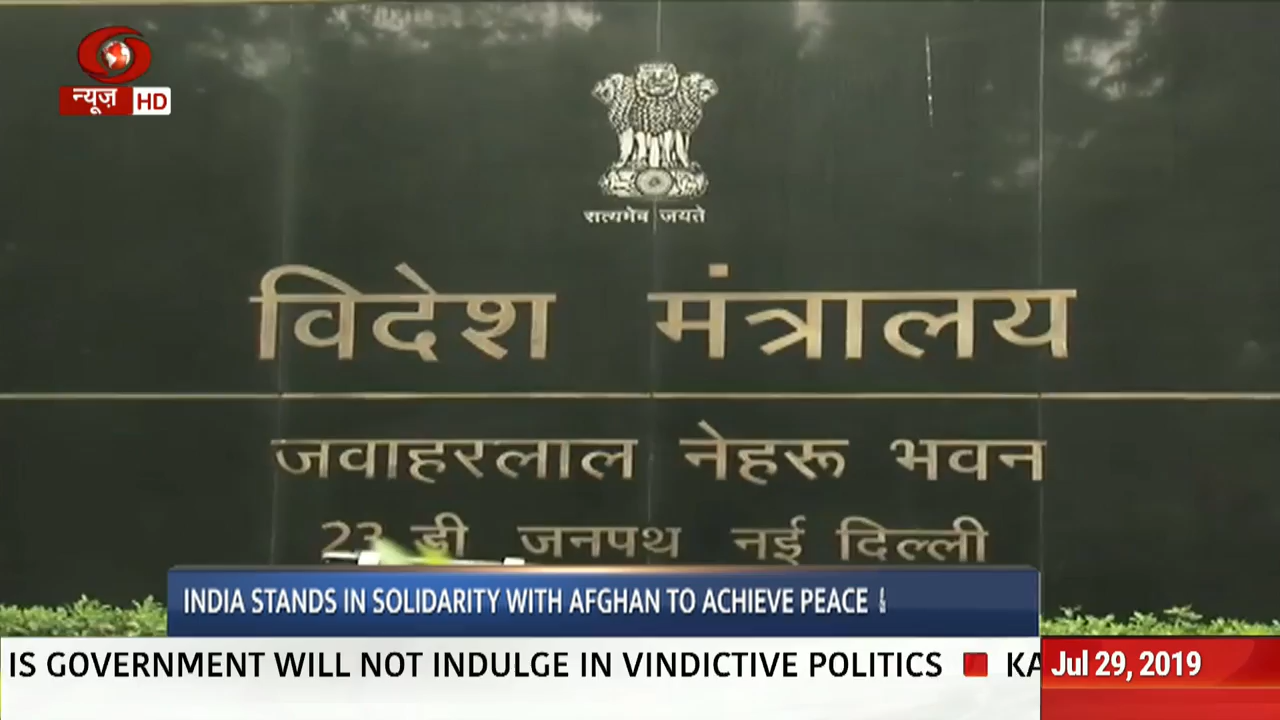 न्यूज़ HD
सत्यमेव जयते
विदेश मंत्रालय
जवाहरलाल नेहरू भवन
23 डी जनपथ नई दिल्ली
INDIA STANDS IN SOLIDARITY WITH AFGHAN TO ACHIEVE PEACE
IS GOVERNMENT WILL NOT INDULGE IN VINDICTIVE POLITICS KA
Jul 29, 2019